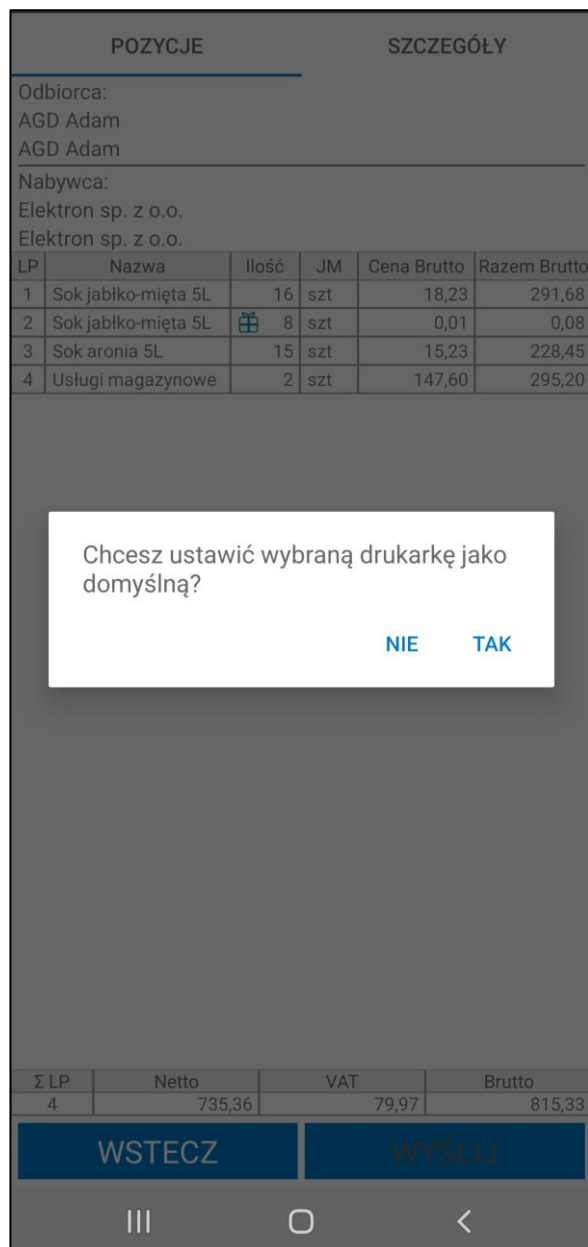 POZYCJE SZCZEGÓŁY
Odbiorca:
AGD Adam
AGD Adam
Nabywca:
Elektron sp. z o.o.
Elektron sp. z o.o.
LP Nazwa Ilość JM Cena Brutto Razem Brutto
1 Sok jabłko-mięta 5L 16 szt 18,23 291,68
2 Sok jabłko-mięta 5L 8 szt 0,01 0,08
3 Sok aronia 5L 15 szt 15,23 228,45
4 Usługi magazynowe 2 szt 147,60 295,20
Chcesz ustawić wybraną drukarkę jako
domyślną?
NIE TAK
Σ LP Netto VAT Brutto
4 735,36 79,97 815,33
WSTECZ WYŚLIJ